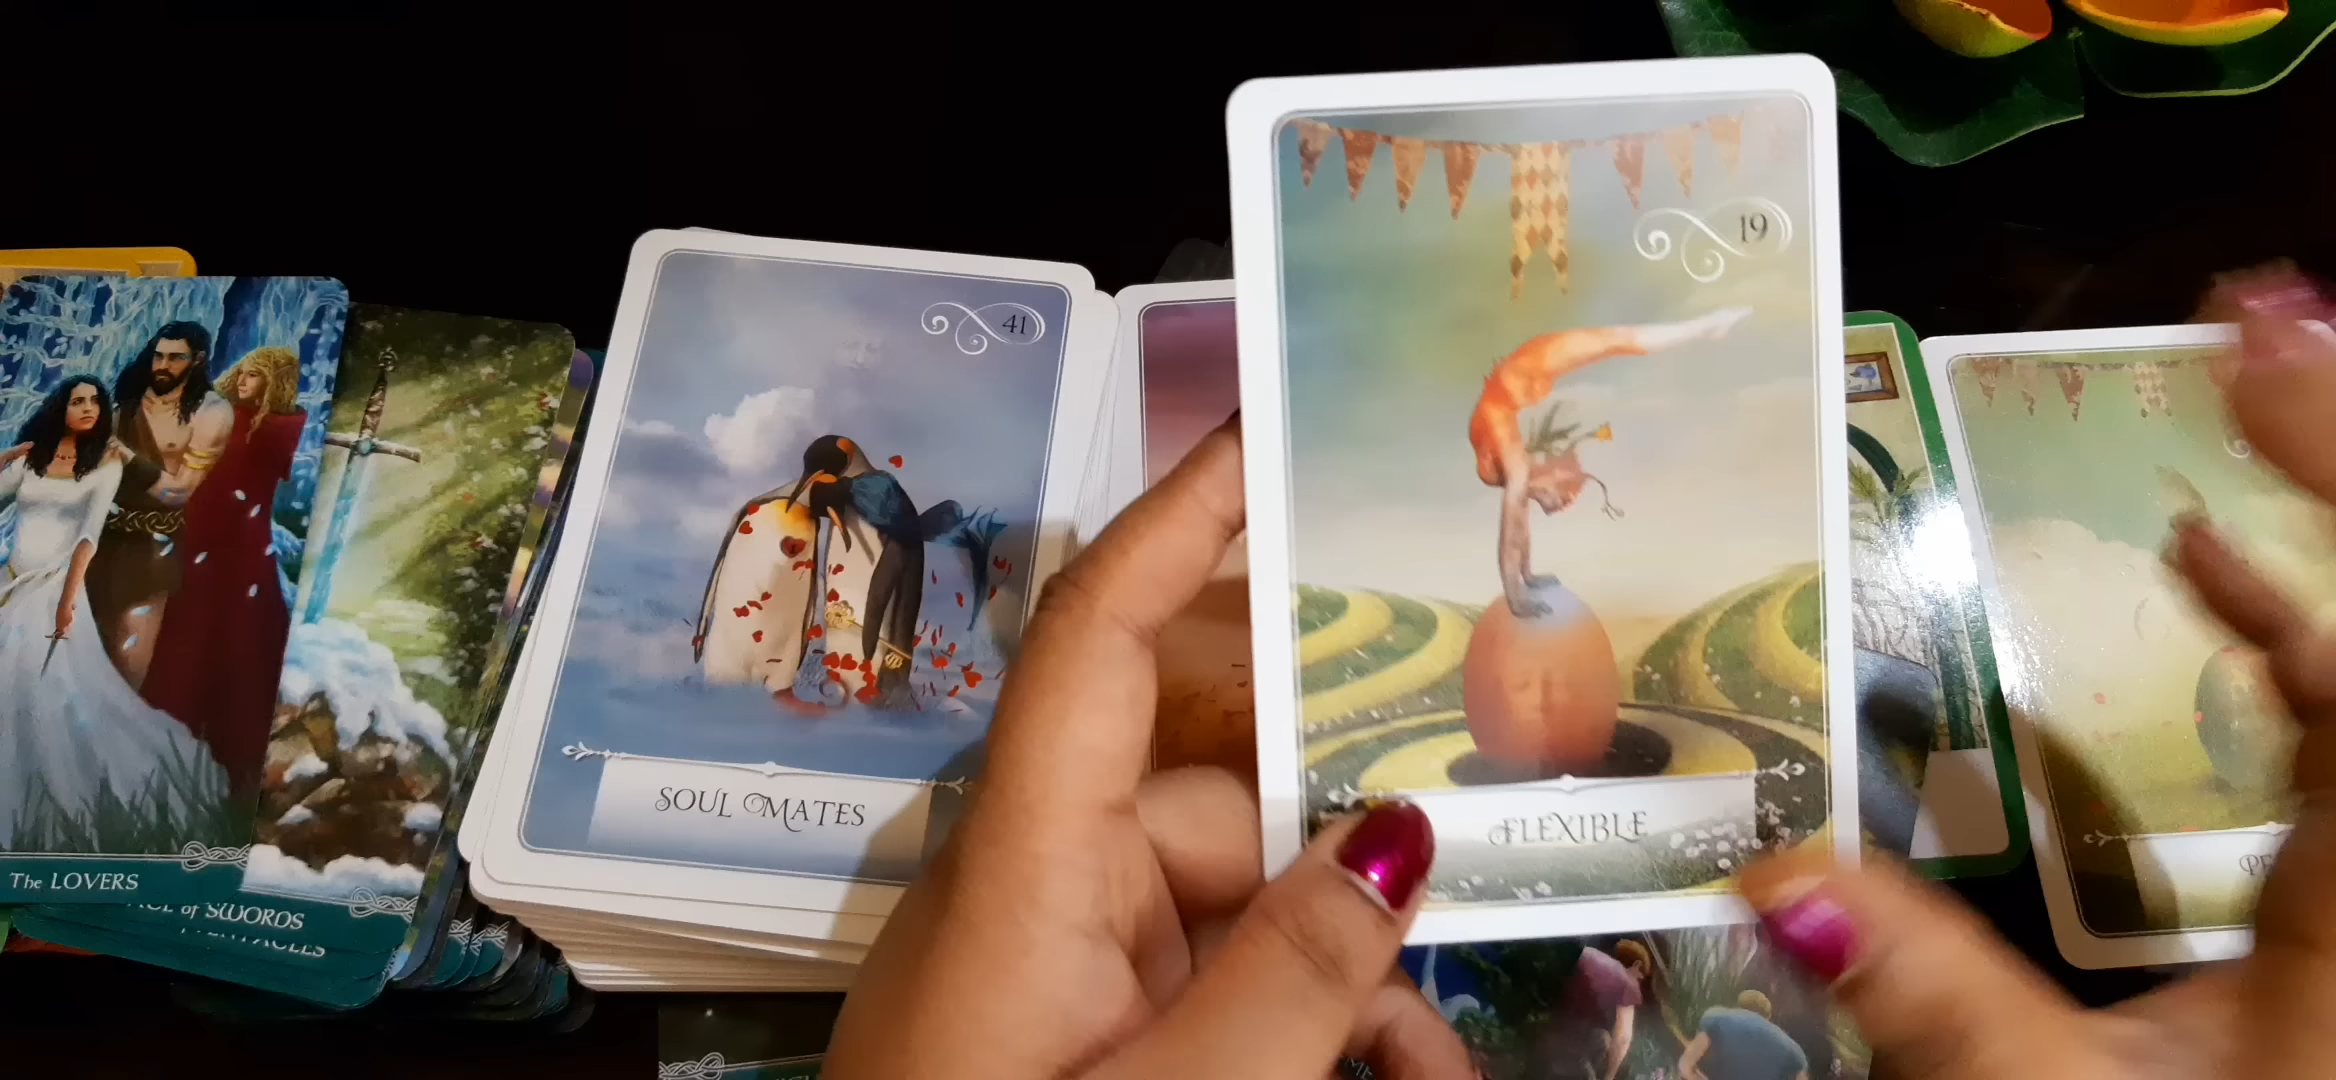 The LOVERS
of SWORDS
41
SOUL MATES
19
FLEXIBLE